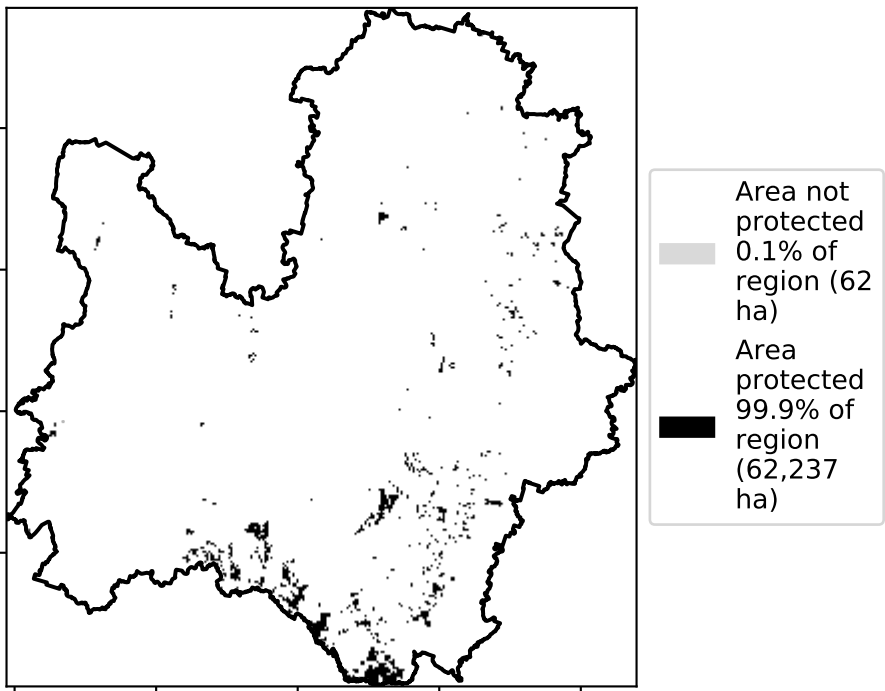 Area not
protected
0.1% of
region (62
ha)
Area
protected
99.9% of
region
(62,237
ha)